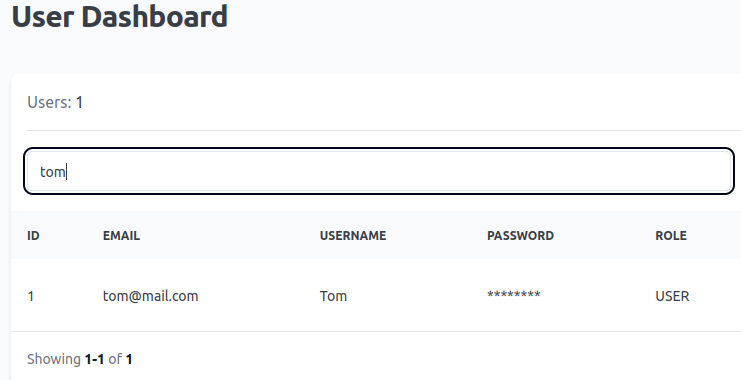 User Dashboard
Users: 1
tom
ID EMAIL USERNAME PASSWORD ROLE
1 tom@mail.com Tom ******** USER
Showing 1-1 of 1